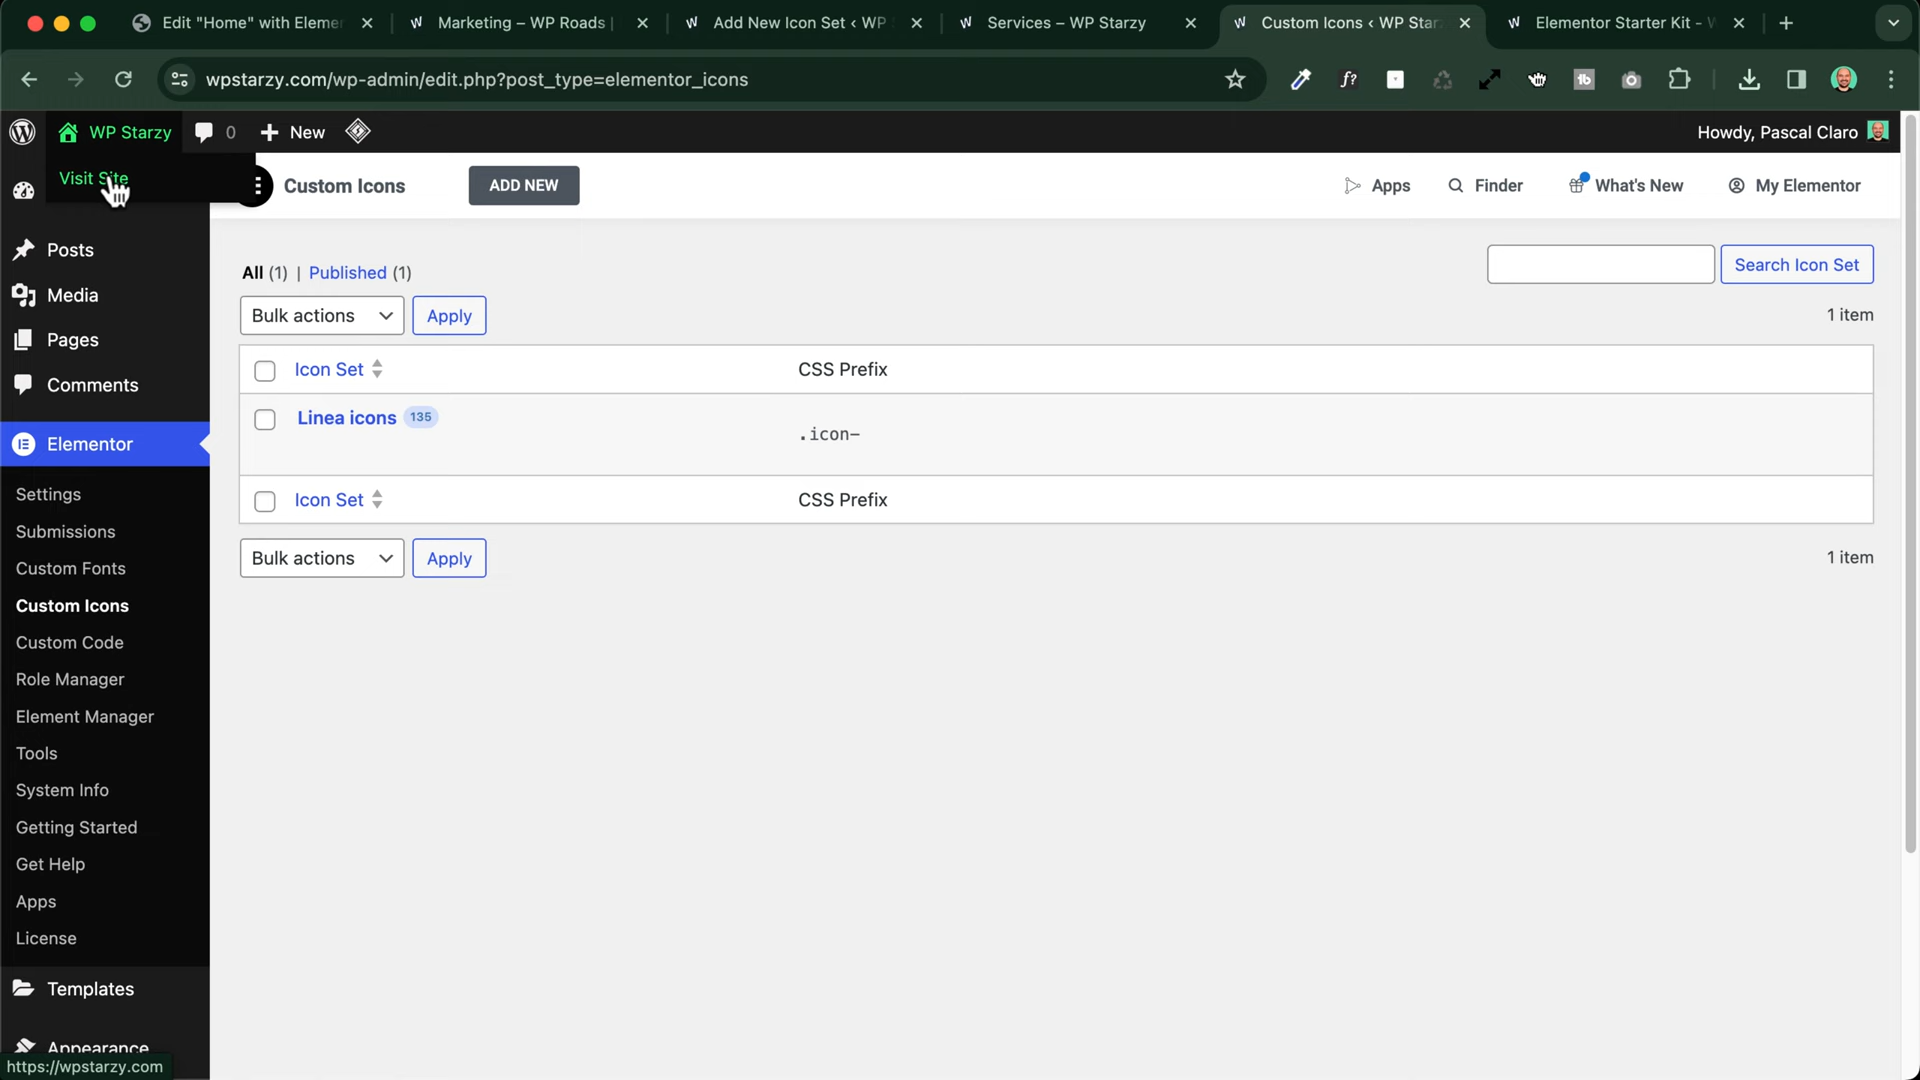 Edit "Home" with Eleme
Marketing – WP Roads |
Add New Icon Set ‹ WP
Services – WP Starzy
Custom Icons ‹ WP Star
Elementor Starter Kit - W
wpstarzy.com/wp-admin/edit.php?post_type=elementor_icons
f?
tb
WP Starzy
0
New
Howdy, Pascal Claro
Visit Site
Custom Icons
ADD NEW
Apps
Finder
What's New
My Elementor
Posts
Media
Pages
Comments
Elementor
Settings
Submissions
Custom Fonts
Custom Icons
Custom Code
Role Manager
Element Manager
Tools
System Info
Getting Started
Get Help
Apps
License
Templates
Appearance
All (1) | Published (1)
Search Icon Set
Bulk actions
Apply
1 item
Icon Set
CSS Prefix
Linea icons 135
.icon-
Icon Set
CSS Prefix
Bulk actions
Apply
1 item
https://wpstarzy.com